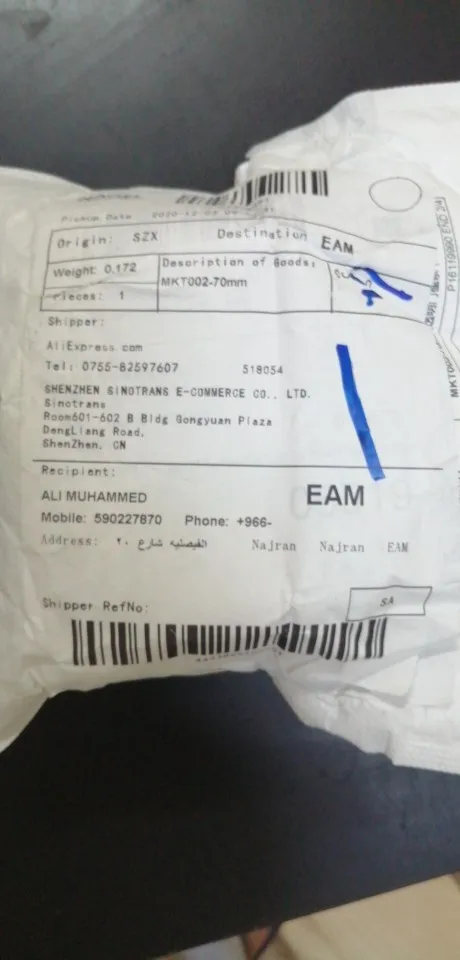 Pickup Date
Origin: SZX Destination EAM
Weight: 0.172 Description of Goods:
MKT002-70mm
Pieces: 1
Shipper:
AliExpress.com
Tel: 0755-82597607 518054
SHENZHEN SINOTRANS E-COMMERCE CO., LTD.
Sinotrans
Room601-602 B Bldg Gongyuan Plaza
DengLiang Road,
ShenZhen, CN
Recipient:
ALI MUHAMMED EAM
Mobile: 590227870 Phone: +966-
Address: الفيصليه شارع ٢٠ Najran Najran EAM
Shipper RefNo:
SA